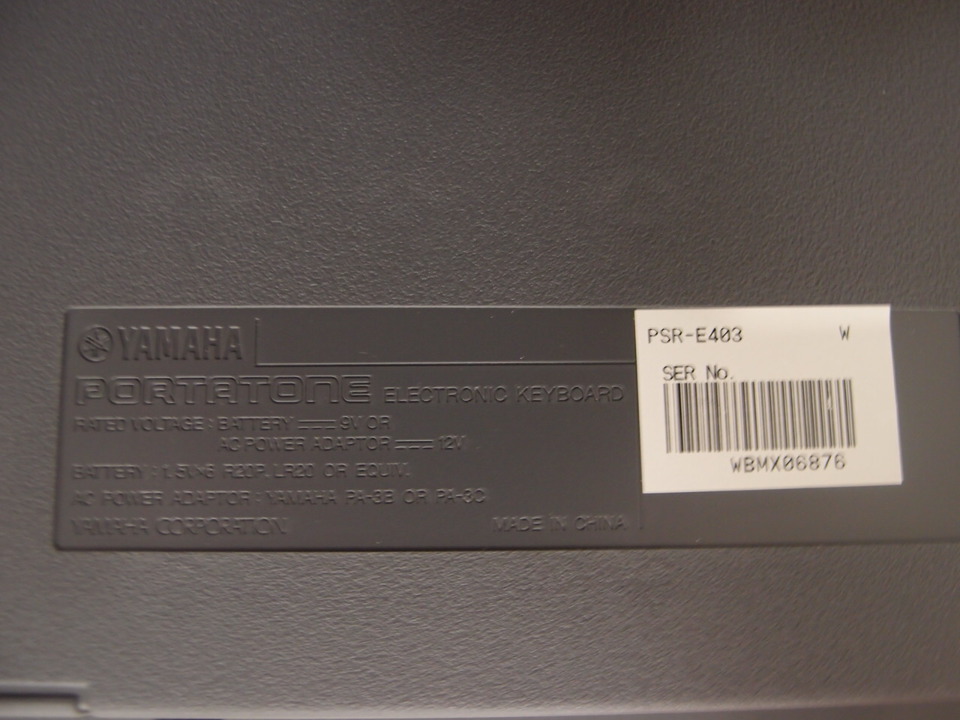 YAMAHA
PORTATONE ELECTRONIC KEYBOARD
RATED VOLTAGE : BATTERY ⎓ 9V OR
AC POWER ADAPTOR ⎓ 12V
BATTERY : 1.5V×6 R20P LR20 OR EQUIV.
AC POWER ADAPTOR : YAMAHA PA-3B OR PA-3C
YAMAHA CORPORATION MADE IN CHINA
PSR-E403 W
SER No.
WBMX06876